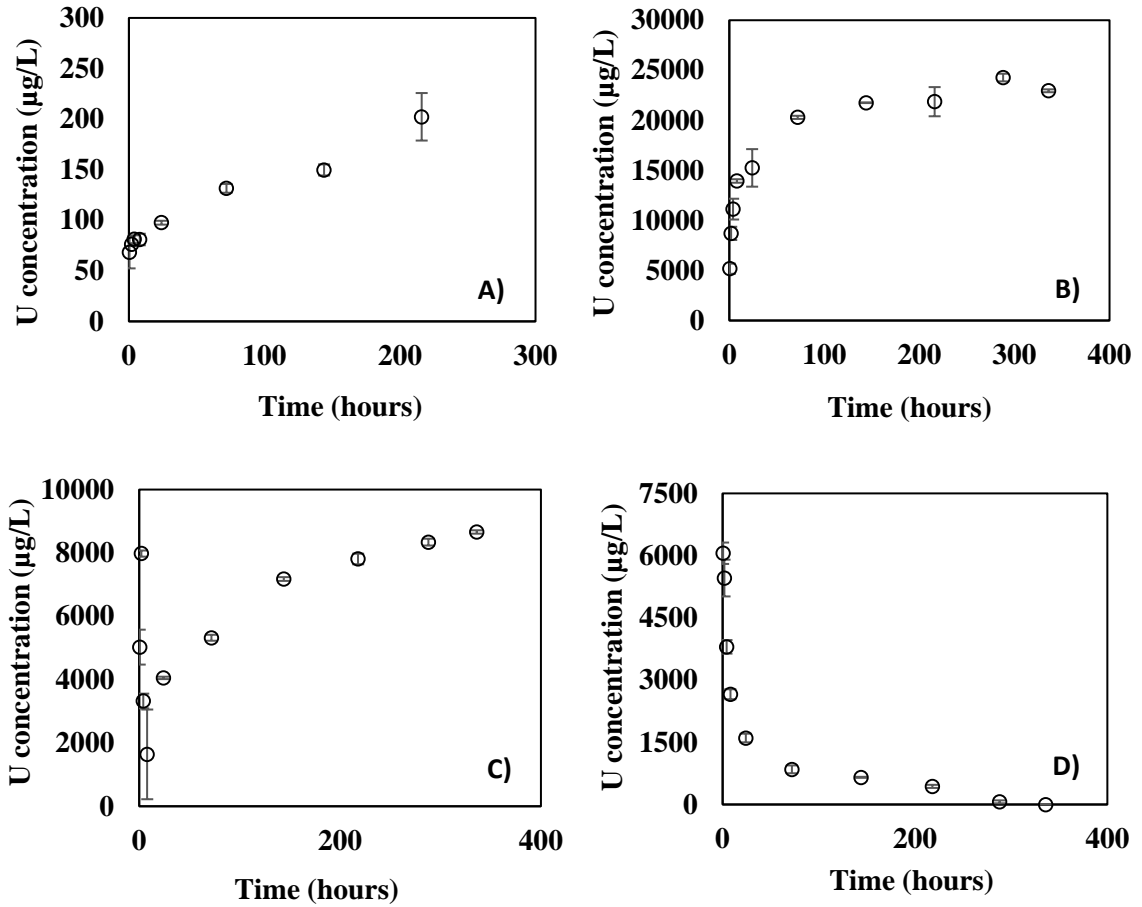 300
250
200
150
100
50
0
0 100 200 300
U concentration (µg/L)
Time (hours)
A)
30000
25000
20000
15000
10000
5000
0
0 100 200 300 400
U concentration (µg/L)
Time (hours)
B)
10000
8000
6000
4000
2000
0
0 200 400
U concentration (µg/L)
Time (hours)
C)
7500
6000
4500
3000
1500
0
0 200 400
U concentration (µg/L)
Time (hours)
D)